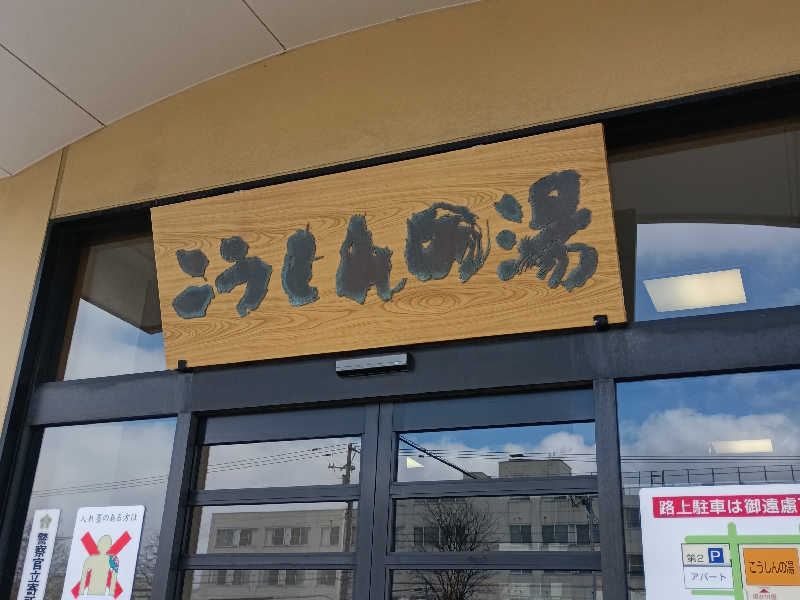 こうしんの湯
入れ墨のある方は
警察官立寄所
路上駐車は御遠慮下
第2 P
アパート
こうしんの湯